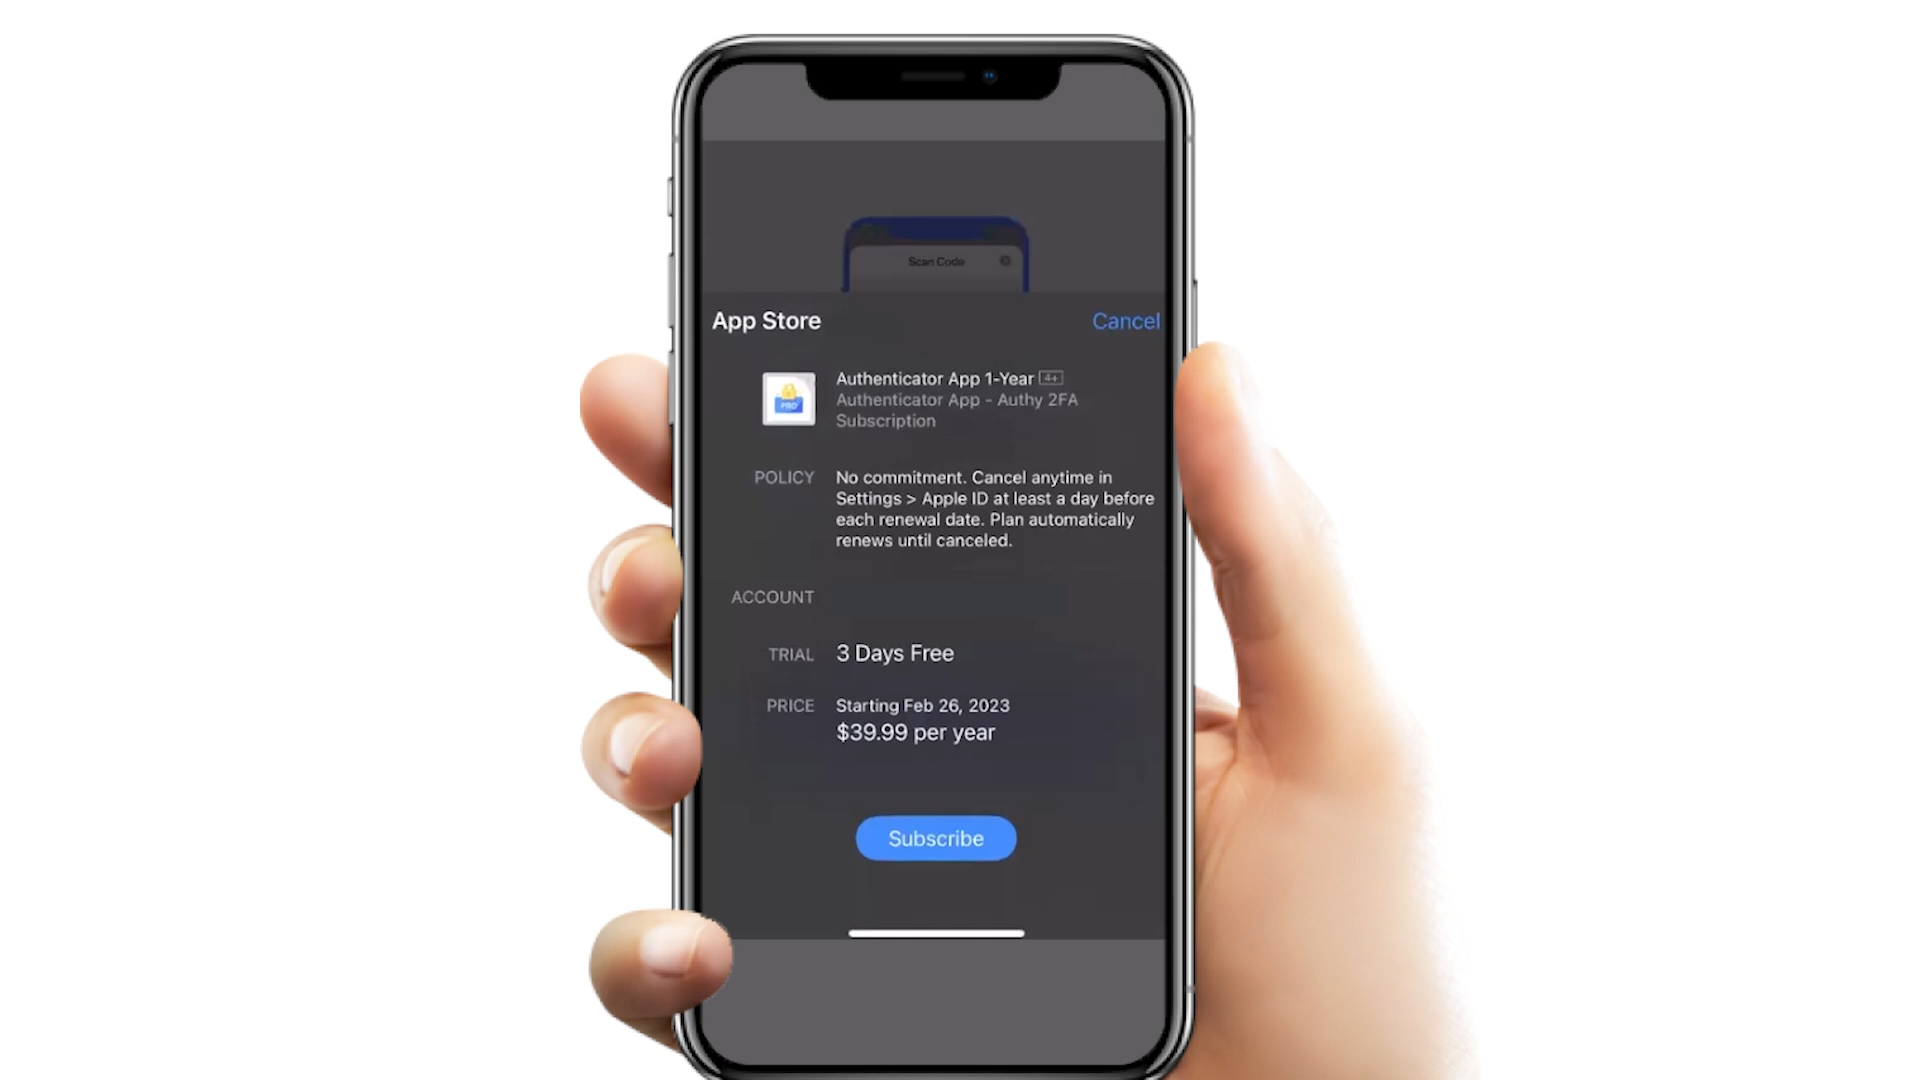 Scan Code
App Store
Cancel
PRO
Authenticator App 1-Year 4+
Authenticator App - Authy 2FA
Subscription
POLICY
No commitment. Cancel anytime in
Settings > Apple ID at least a day before
each renewal date. Plan automatically
renews until canceled.
ACCOUNT
TRIAL
3 Days Free
PRICE
Starting Feb 26, 2023
$39.99 per year
Subscribe